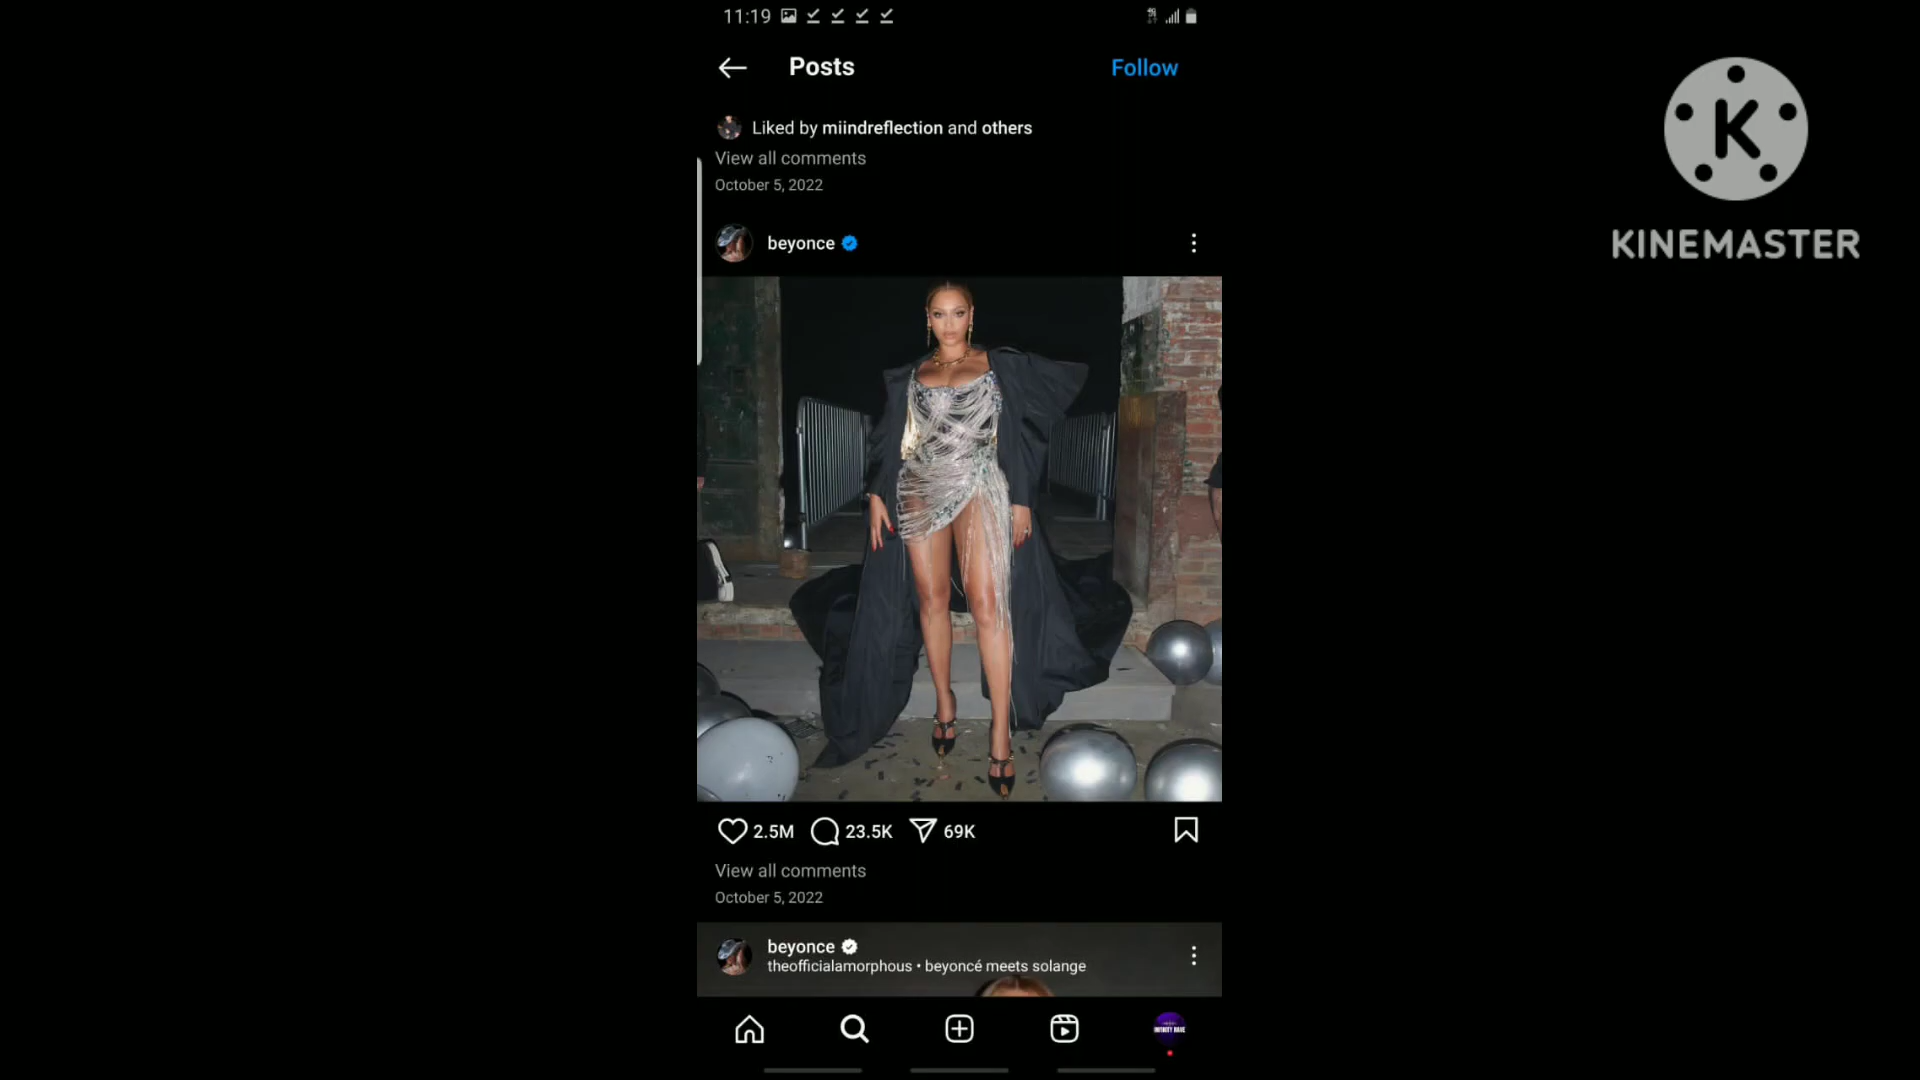 11:19
Posts
Follow
KINEMASTER
Liked by miindreflection and others
View all comments
October 5, 2022
beyonce
2.5M 23.5K 69K
View all comments
October 5, 2022
beyonce
theofficialamorphous • beyoncé meets solange